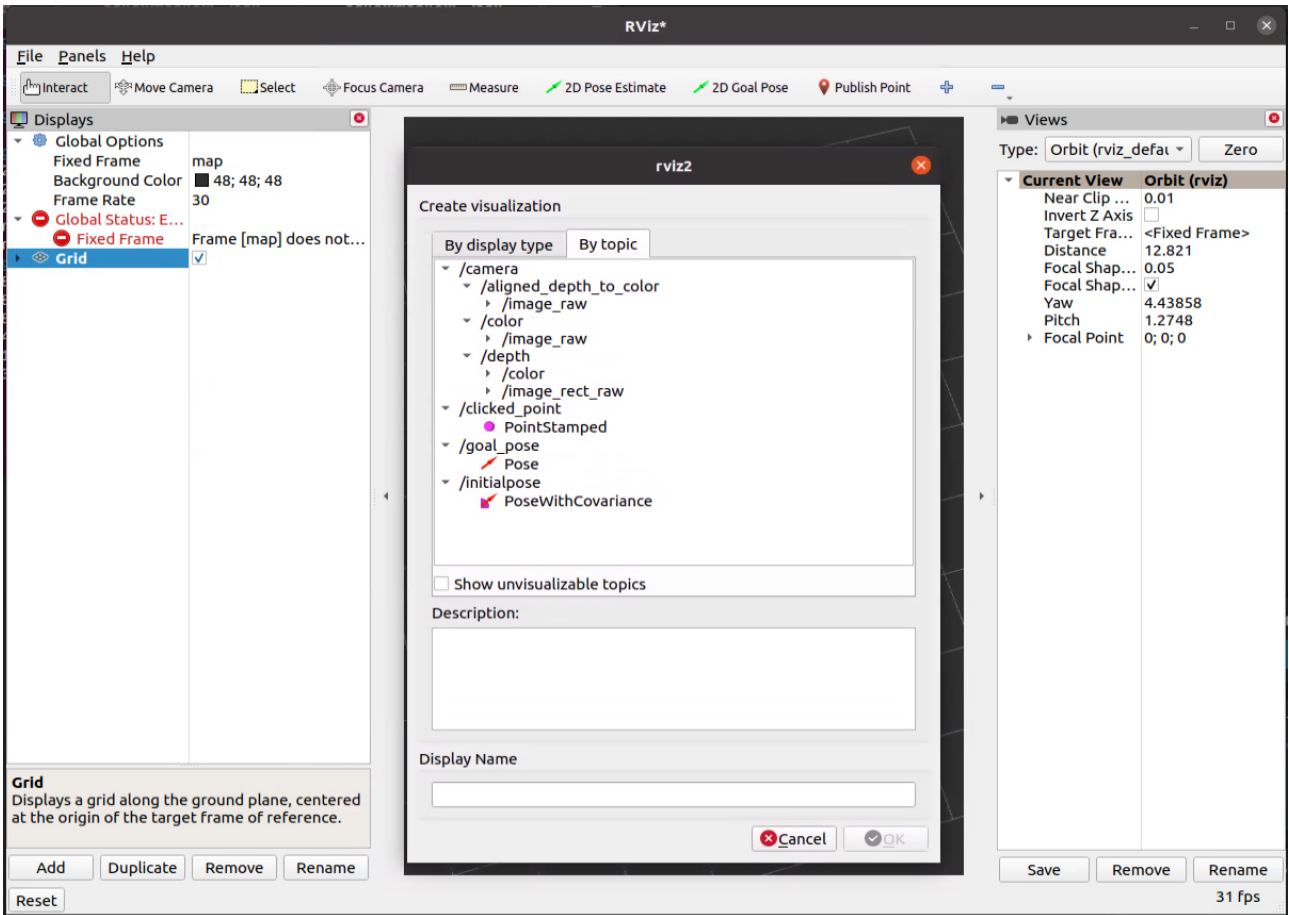 RViz*
File Panels Help
Interact Move Camera Select Focus Camera Measure 2D Pose Estimate 2D Goal Pose Publish Point
Displays
Global Options
Fixed Frame map
Background Color 48; 48; 48
Frame Rate 30
Global Status: E...
Fixed Frame Frame [map] does not...
Grid
Grid
Displays a grid along the ground plane, centered
at the origin of the target frame of reference.
Add Duplicate Remove Rename
Reset
rviz2
Create visualization
By display type By topic
/camera
/aligned_depth_to_color
/image_raw
/color
/image_raw
/depth
/color
/image_rect_raw
/clicked_point
PointStamped
/goal_pose
Pose
/initialpose
PoseWithCovariance
Show unvisualizable topics
Description:
Display Name
Cancel OK
Views
Type: Orbit (rviz_defau Zero
Current View Orbit (rviz)
Near Clip ... 0.01
Invert Z Axis
Target Fra... <Fixed Frame>
Distance 12.821
Focal Shap... 0.05
Focal Shap...
Yaw 4.43858
Pitch 1.2748
Focal Point 0; 0; 0
Save Remove Rename
31 fps